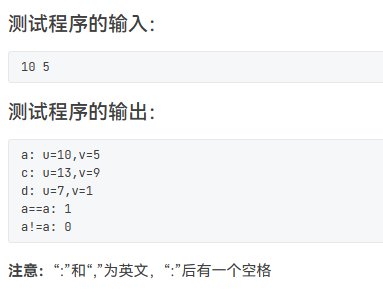 测试程序的输入：
10 5
测试程序的输出：
a: u=10,v=5
c: u=13,v=9
d: u=7,v=1
a==a: 1
a!=a: 0
注意：“:”和“,”为英文，“:”后有一个空格